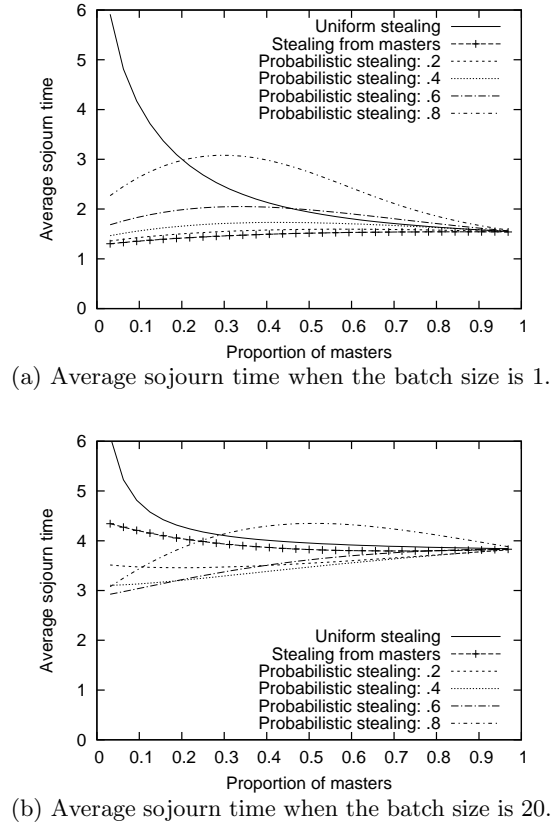 6
5
4
3
2
1
0
Average sojourn time
Uniform stealing
Stealing from masters
Probabilistic stealing: .2
Probabilistic stealing: .4
Probabilistic stealing: .6
Probabilistic stealing: .8
0 0.1 0.2 0.3 0.4 0.5 0.6 0.7 0.8 0.9 1
Proportion of masters
(a) Average sojourn time when the batch size is 1.
6
5
4
3
2
1
0
Average sojourn time
Uniform stealing
Stealing from masters
Probabilistic stealing: .2
Probabilistic stealing: .4
Probabilistic stealing: .6
Probabilistic stealing: .8
0 0.1 0.2 0.3 0.4 0.5 0.6 0.7 0.8 0.9 1
Proportion of masters
(b) Average sojourn time when the batch size is 20.